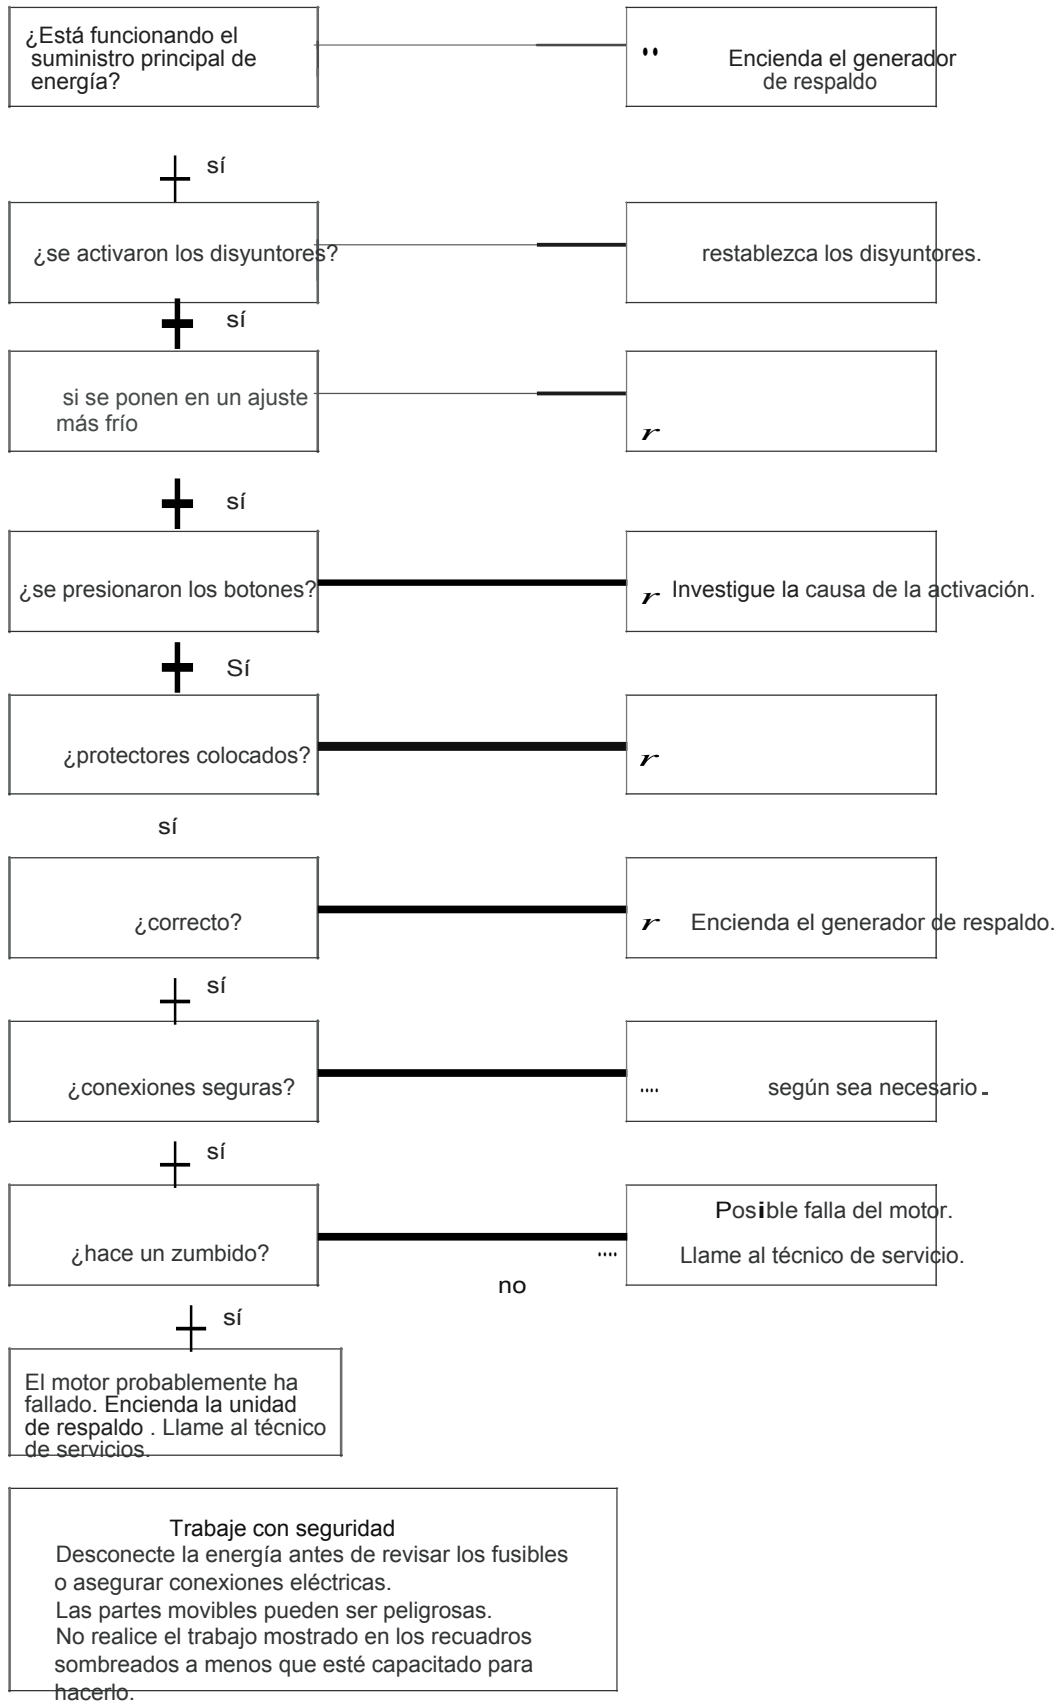 ¿Está funcionando el
suministro principal de
energía?
Encienda el generador
de respaldo
sí
¿se activaron los disyuntores?
restablezca los disyuntores.
sí
si se ponen en un ajuste
más frío
r
sí
¿se presionaron los botones?
r Investigue la causa de la activación.
Sí
¿protectores colocados?
r
sí
¿correcto?
r Encienda el generador de respaldo.
sí
¿conexiones seguras?
.... según sea necesario.
sí
¿hace un zumbido?
....
no
Posible falla del motor.
Llame al técnico de servicio.
sí
El motor probablemente ha
fallado. Encienda la unidad
de respaldo . Llame al técnico
de servicios.
Trabaje con seguridad
Desconecte la energía antes de revisar los fusibles
o asegurar conexiones eléctricas.
Las partes movibles pueden ser peligrosas.
No realice el trabajo mostrado en los recuadros
sombreados a menos que esté capacitado para
hacerlo.